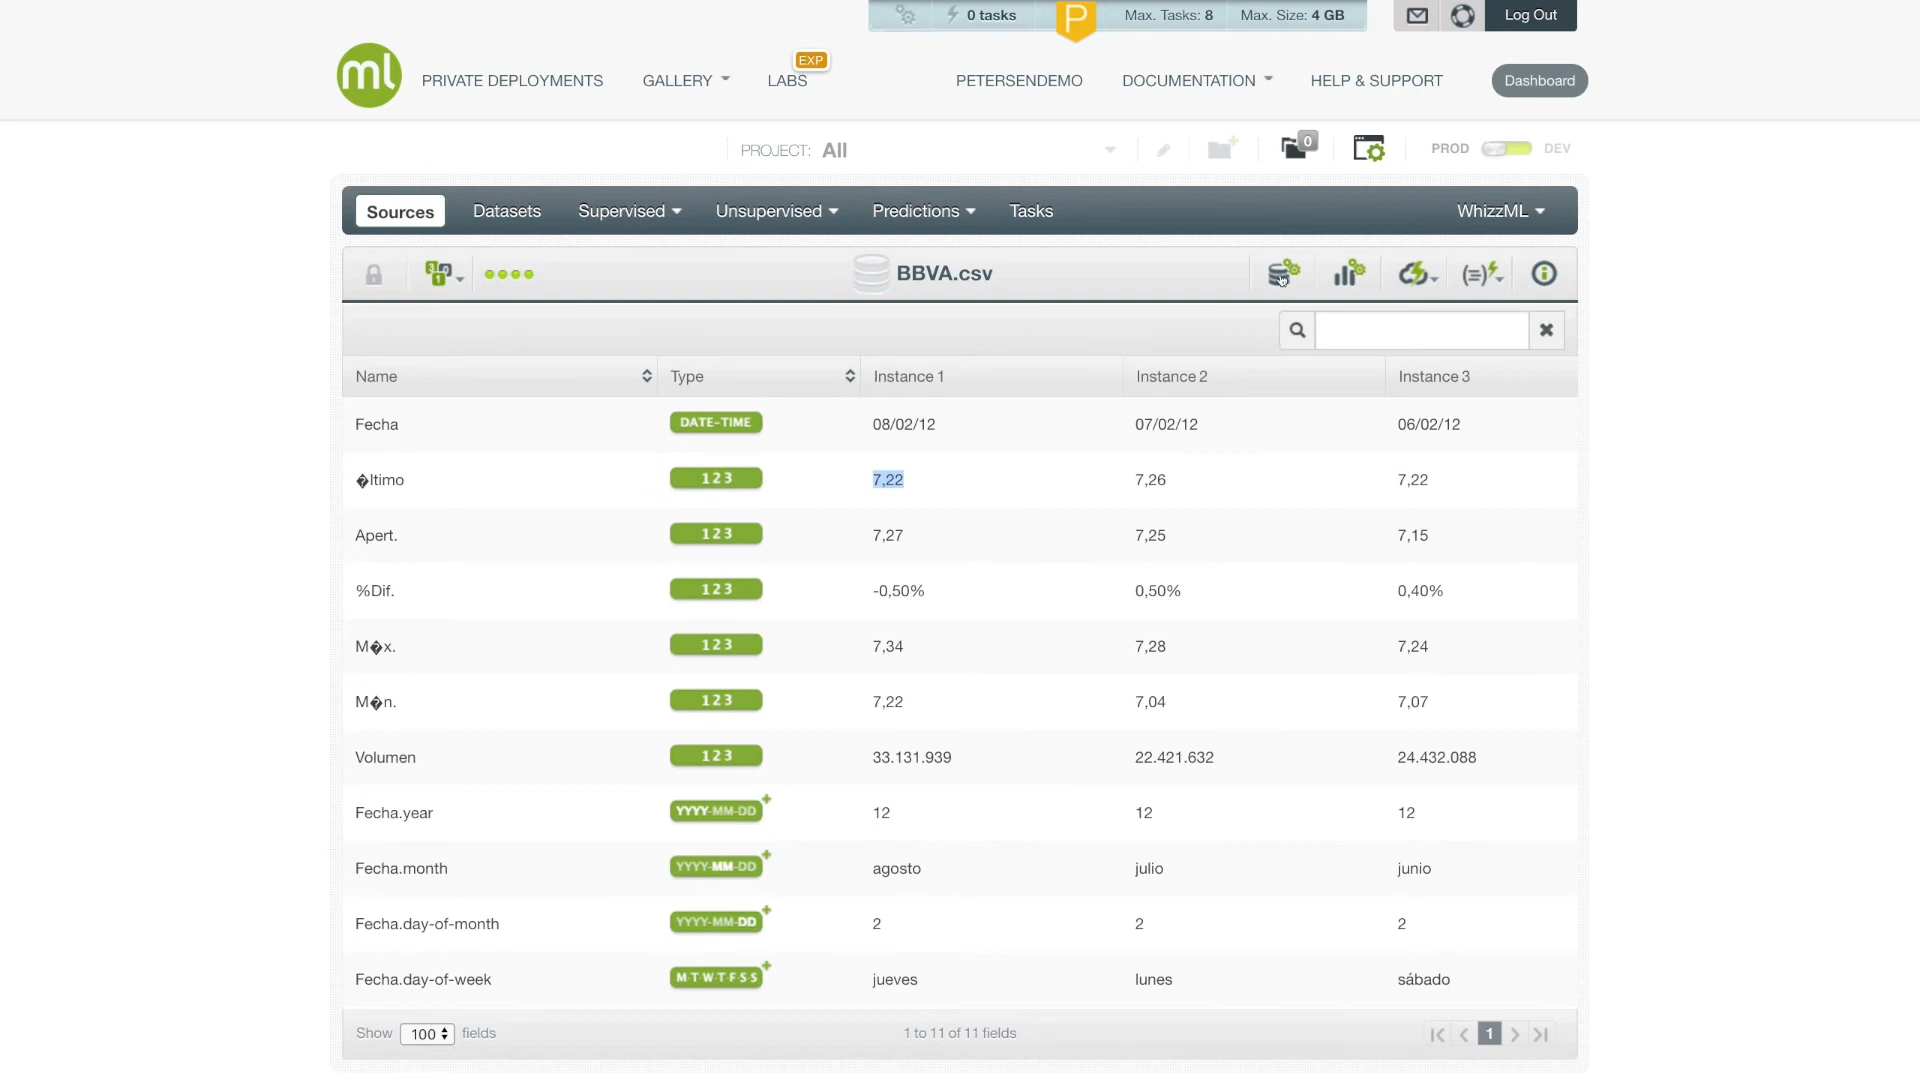 0 tasks P Max. Tasks: 8 Max. Size: 4 GB Log Out
ml PRIVATE DEPLOYMENTS GALLERY LABS EXP PETERSENDEMO DOCUMENTATION HELP & SUPPORT Dashboard
PROJECT: All 0 PROD DEV
Sources Datasets Supervised Unsupervised Predictions Tasks WhizzML
BBVA.csv
Name Type Instance 1 Instance 2 Instance 3
Fecha DATE-TIME 08/02/12 07/02/12 06/02/12
�ltimo 123 7,22 7,26 7,22
Apert. 123 7,27 7,25 7,15
%Dif. 123 -0,50% 0,50% 0,40%
M�x. 123 7,34 7,28 7,24
M�n. 123 7,22 7,04 7,07
Volumen 123 33.131.939 22.421.632 24.432.088
Fecha.year YYYY-MM-DD 12 12 12
Fecha.month YYYY-MM-DD agosto julio junio
Fecha.day-of-month YYYY-MM-DD 2 2 2
Fecha.day-of-week M-T-W-T-F-S-S jueves lunes sábado
Show 100 fields 1 to 11 of 11 fields 1